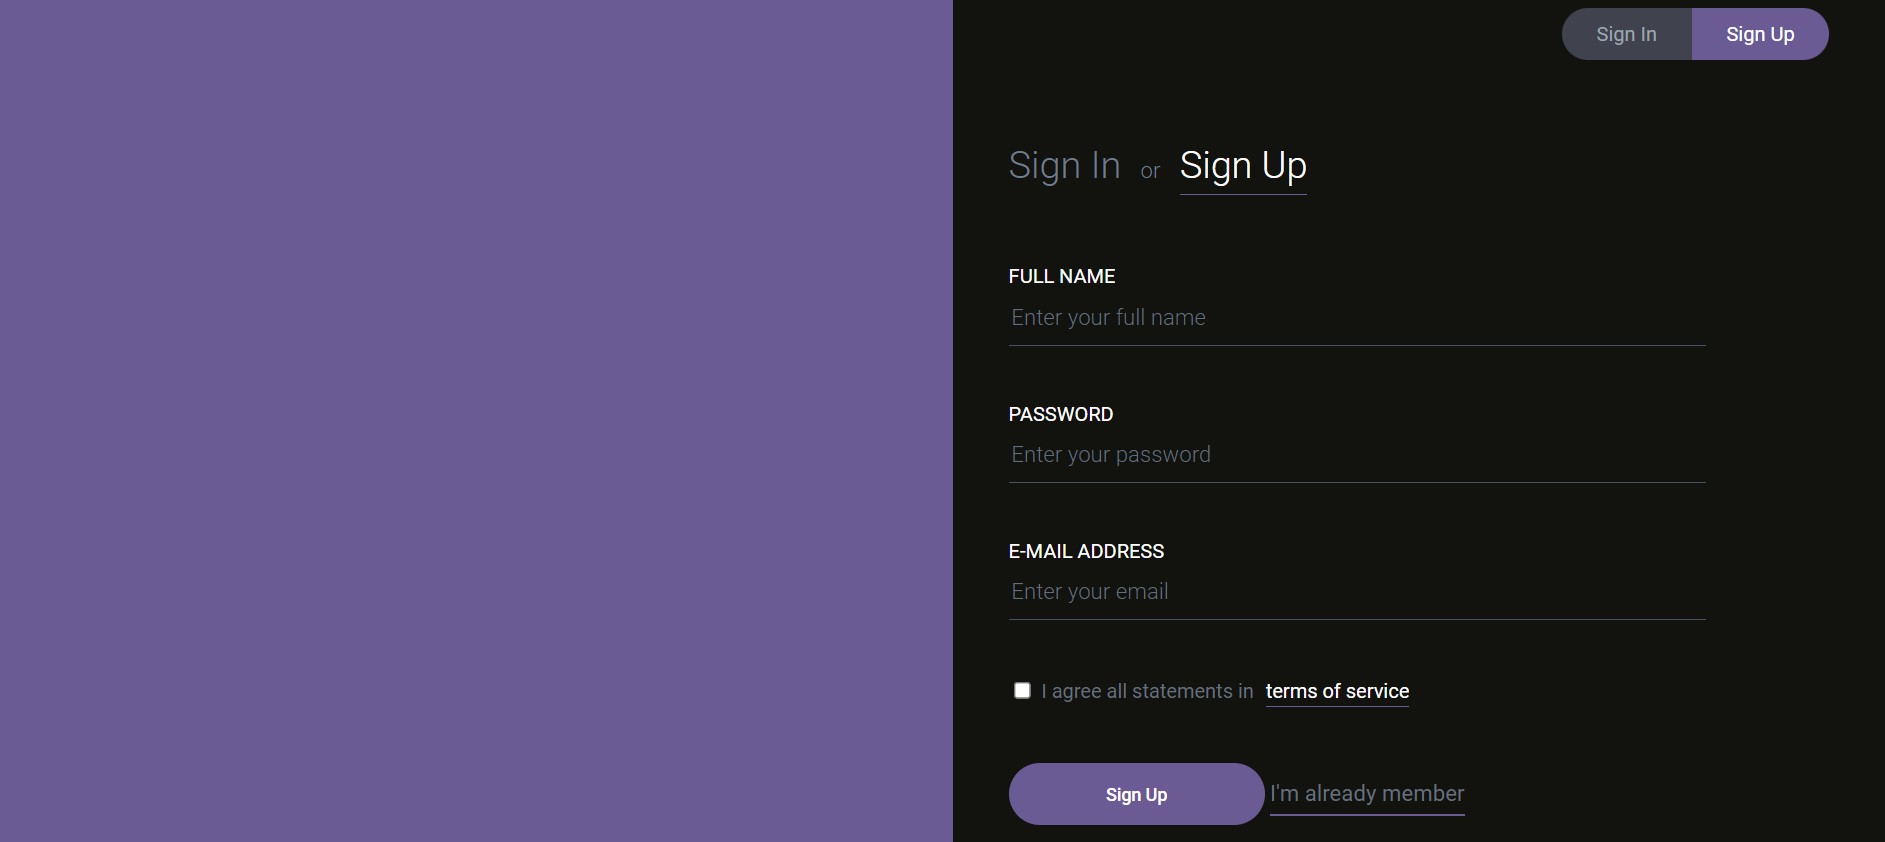 Sign In Sign Up
Sign In or Sign Up
FULL NAME
Enter your full name
PASSWORD
Enter your password
E-MAIL ADDRESS
Enter your email
I agree all statements in terms of service
Sign Up I'm already member